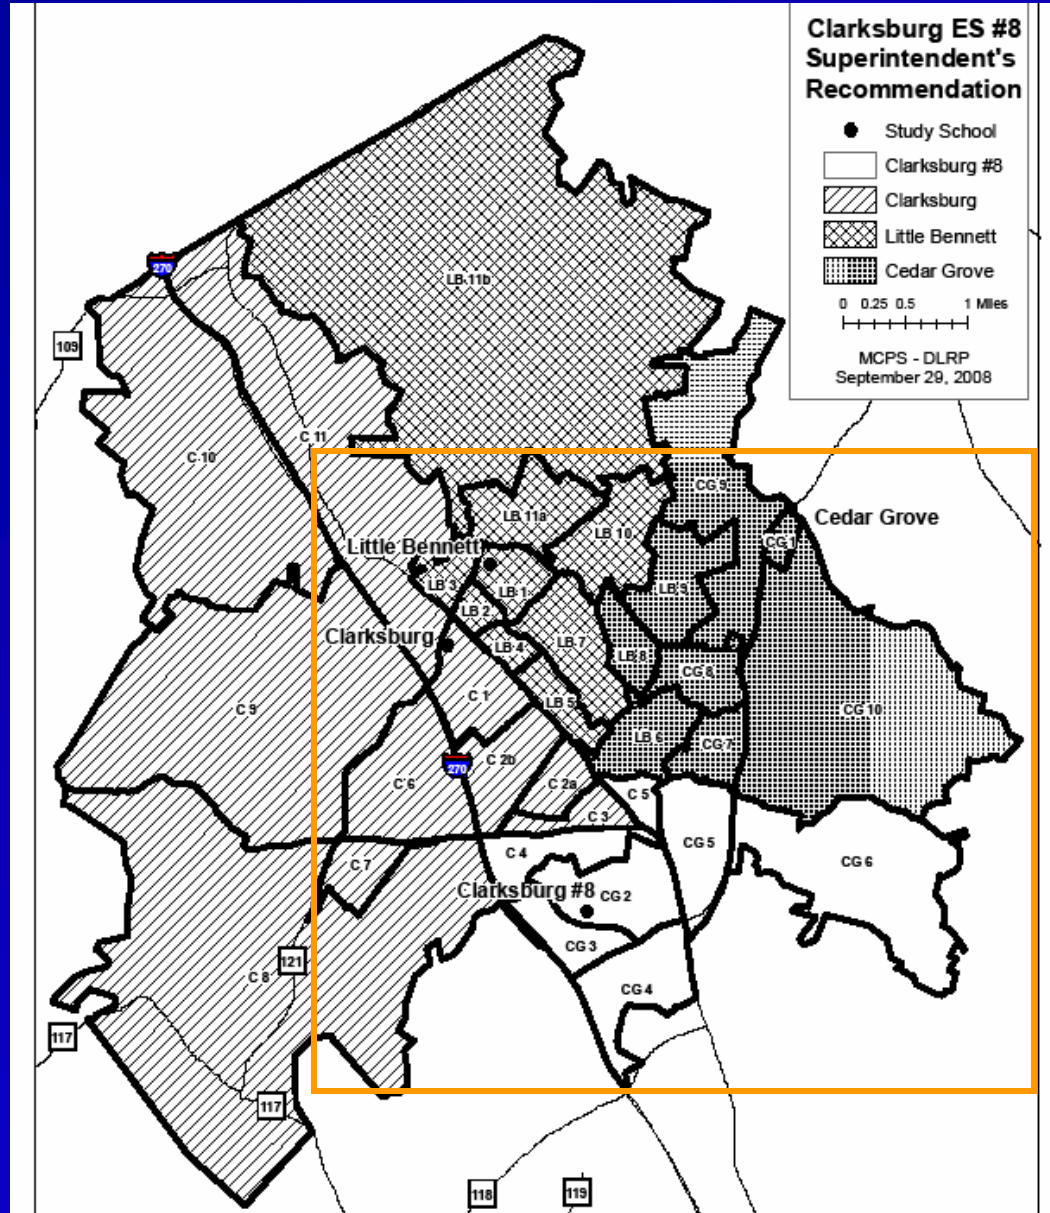 Clarksburg ES #8
Superintendent's
Recommendation
Study School
Clarksburg #8
Clarksburg
Little Bennett
Cedar Grove
0 0.25 0.5 1 Miles
MCPS - DLRP
September 29, 2008
270
LB 11b
109
C 11
C 10
CG 9
LB 11a
Cedar Grove
LB 10
CG 1
Little Bennett
LB 3
LB 1
LB 9
LB 2
Clarksburg
LB 4
LB 7
LB 8
CG 8
C 1
LB 5
C 9
CG 10
LB 6
CG 7
C 2b
270
C 6
C 2a
C 5
C 3
CG 5
C 4
C 7
CG 6
Clarksburg #8
CG 2
CG 3
121
C 8
CG 4
117
117
118
119